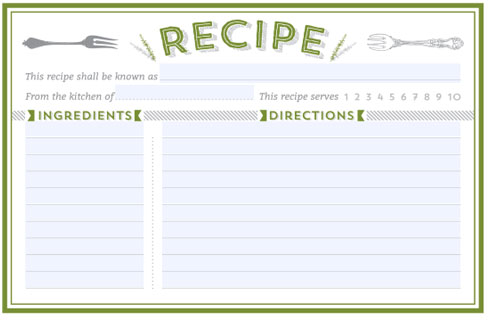 RECIPE
This recipe shall be known as
From the kitchen of This recipe serves 1 2 3 4 5 6 7 8 9 10
INGREDIENTS DIRECTIONS